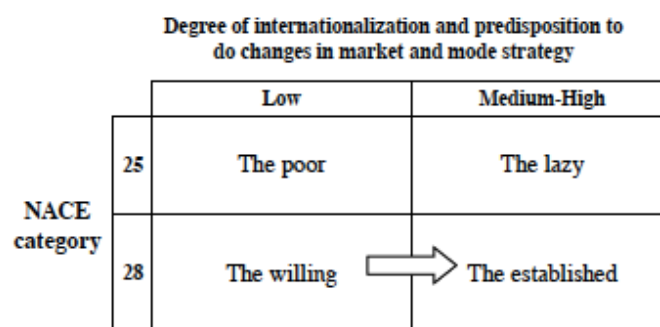 Degree of internationalization and predisposition to
do changes in market and mode strategy
Low Medium-High
25 The poor The lazy
NACE
category
28 The willing The established